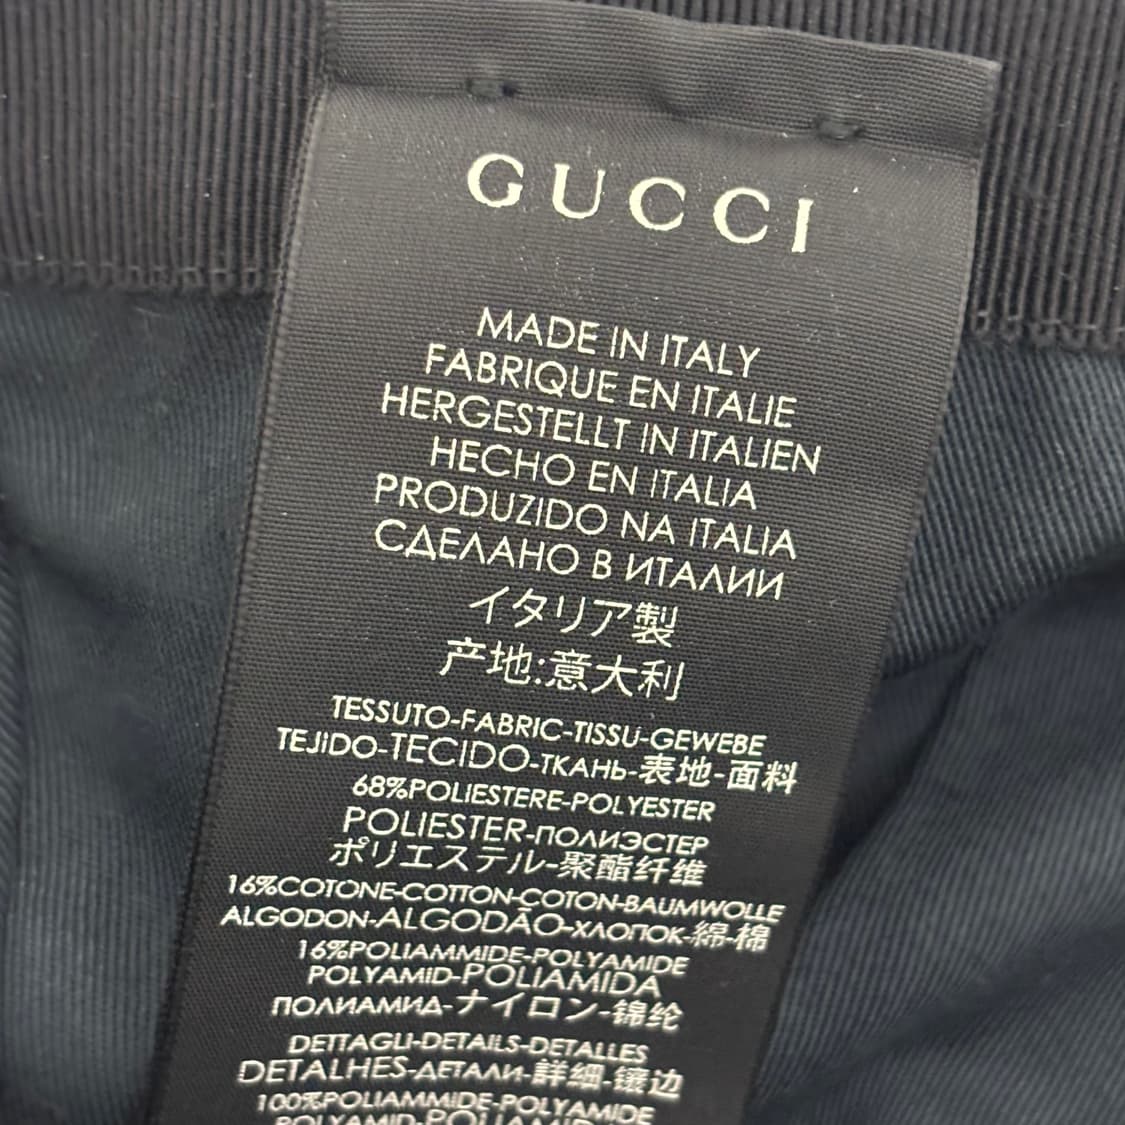 GUCCI
MADE IN ITALY
FABRIQUE EN ITALIE
HERGESTELLT IN ITALIEN
HECHO EN ITALIA
PRODUZIDO NA ITALIA
СДЕЛАНО В ИТАЛИИ
イタリア製
产地:意大利
TESSUTO-FABRIC-TISSU-GEWEBE
TEJIDO-TECIDO-ТКАНЬ-表地-面料
68%POLIESTERE-POLYESTER
POLIESTER-ПОЛИЭСТЕР
ポリエステル-聚酯纤维
16%COTONE-COTTON-COTON-BAUMWOLLE
ALGODON-ALGODÃO-ХЛОПОК-綿-棉
16%POLIAMMIDE-POLYAMIDE
POLYAMID-POLIAMIDA
ПОЛИАМИД-ナイロン-锦纶
DETTAGLI-DETAILS-DETALLES
DETALHES-ДЕТАЛИ-詳細-镶边
100%POLIAMMIDE-POLYAMIDE
POLYAMID-POLIAMIDA